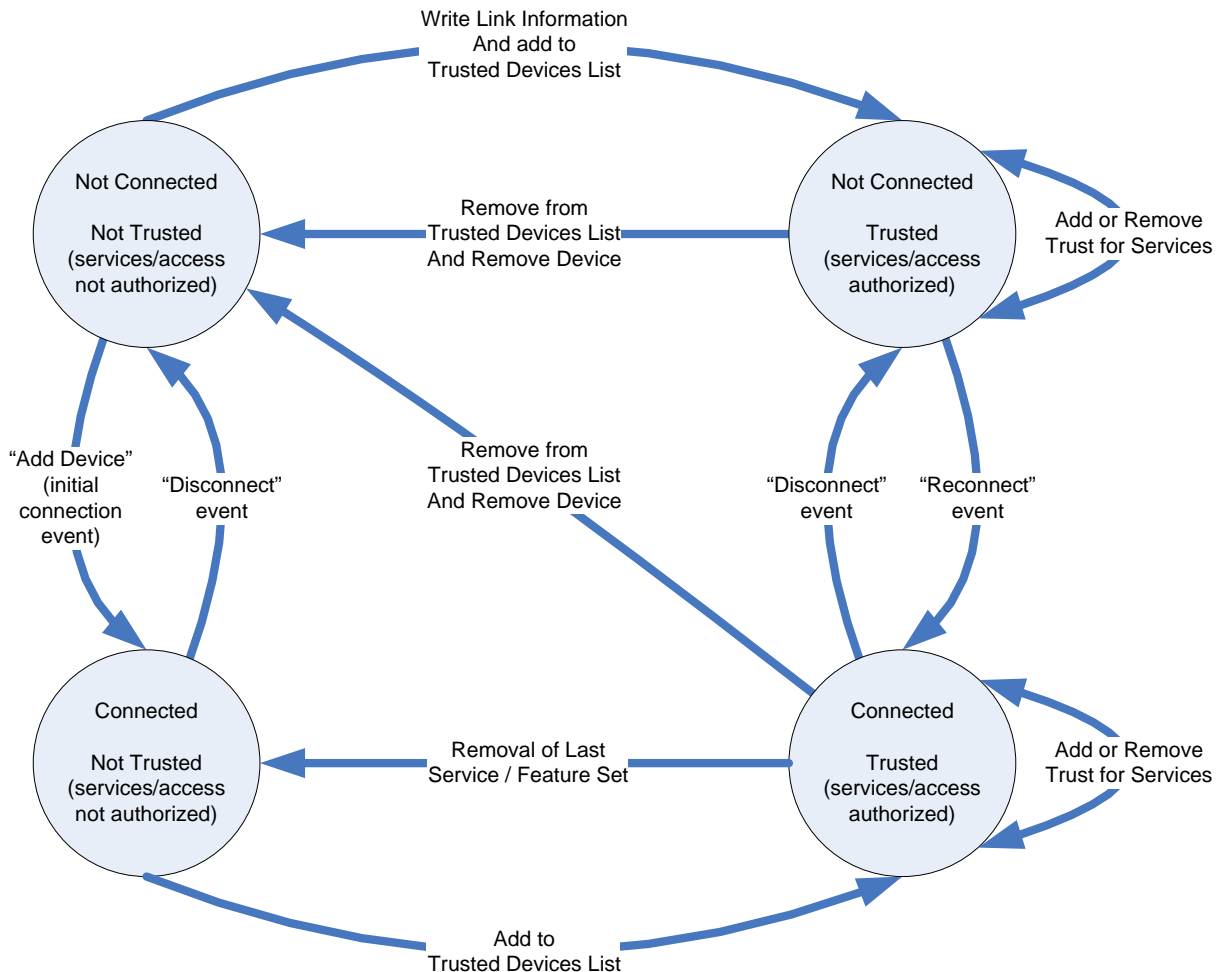 Write Link Information
And add to
Trusted Devices List
Not Connected
Not Trusted
(services/access
not authorized)
Remove from
Trusted Devices List
And Remove Device
Not Connected
Trusted
(services/access
authorized)
Add or Remove
Trust for Services
“Add Device”
(initial
connection
event)
“Disconnect”
event
Remove from
Trusted Devices List
And Remove Device
“Disconnect”
event
“Reconnect”
event
Connected
Not Trusted
(services/access
not authorized)
Removal of Last
Service / Feature Set
Connected
Trusted
(services/access
authorized)
Add or Remove
Trust for Services
Add to
Trusted Devices List